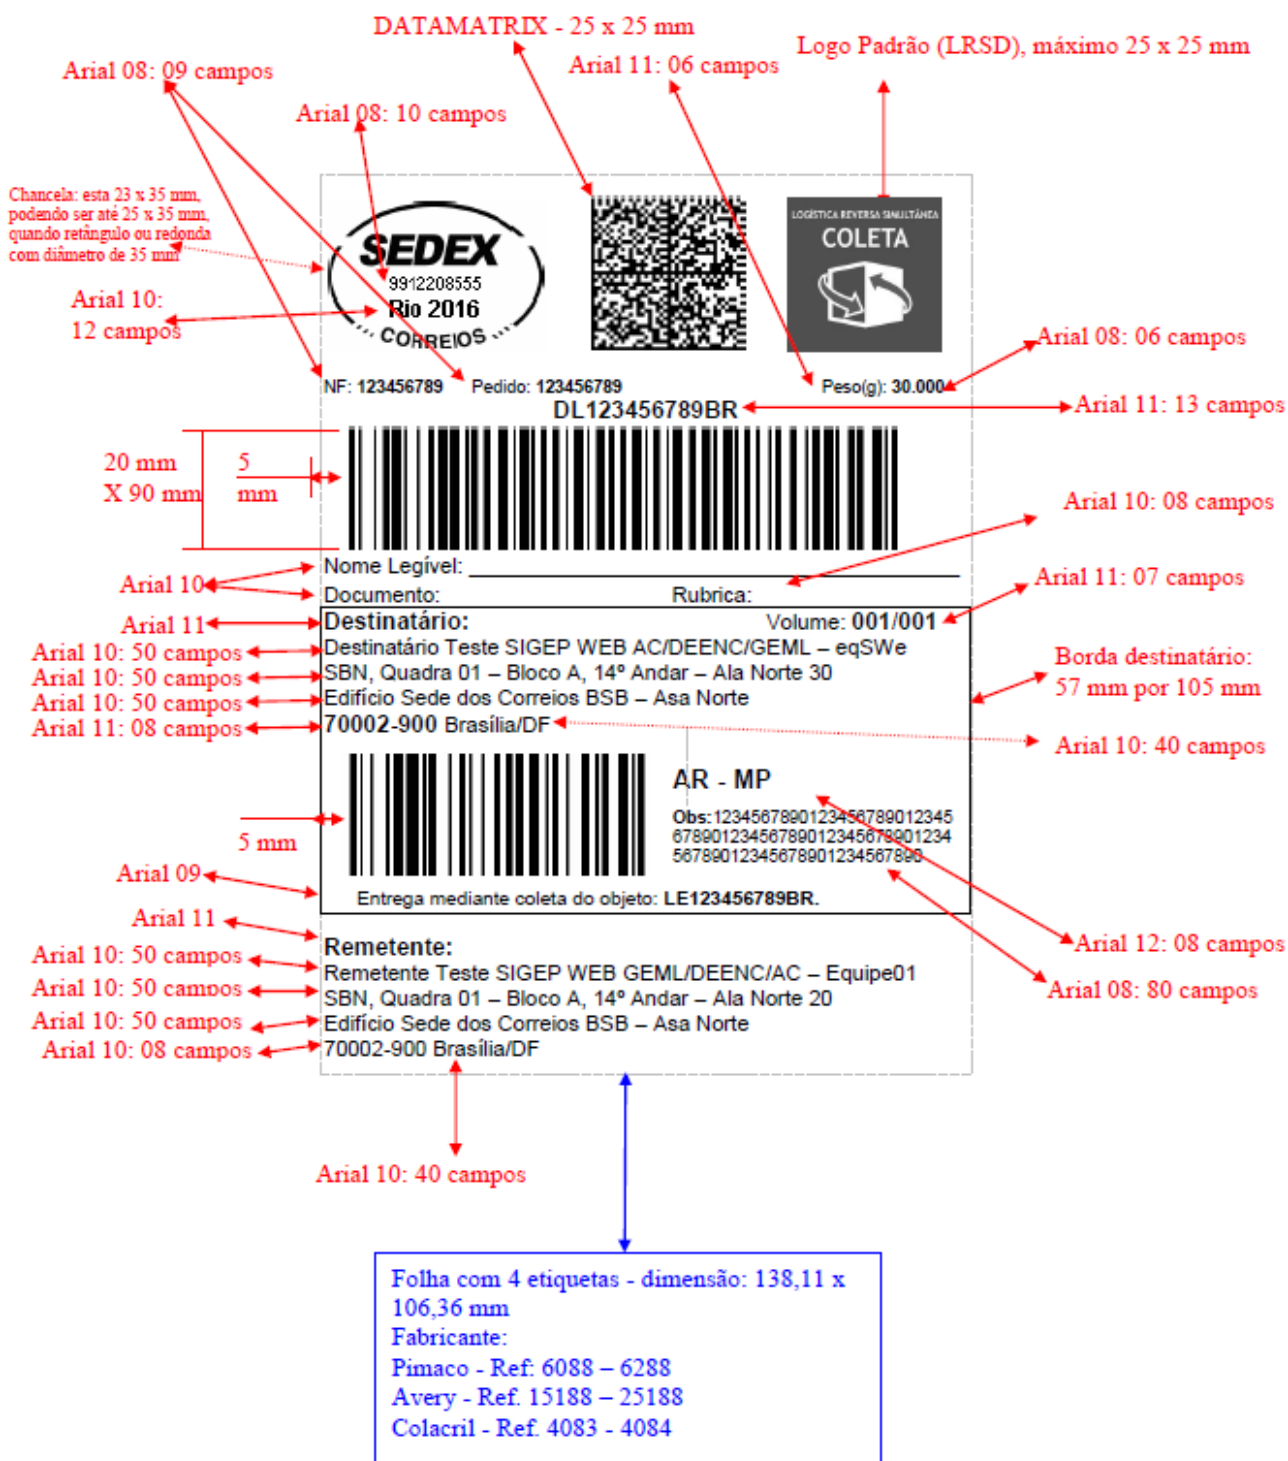 DATAMATRIX - 25 x 25 mm
Logo Padrão (LRSD), máximo 25 x 25 mm
Arial 08: 09 campos
Arial 11: 06 campos
Arial 08: 10 campos
Chancela: esta 23 x 35 mm,
podendo ser até 25 x 35 mm,
quando retângulo ou redonda
com diâmetro de 35 mm
SEDEX
9912208555
Rio 2016
CORREIOS
LOGÍSTICA REVERSA SIMULTÂNEA
COLETA
Arial 10:
12 campos
Arial 08: 06 campos
NF: 123456789
Pedido: 123456789
Peso(g): 30.000
DL123456789BR
Arial 11: 13 campos
20 mm
X 90 mm
5
mm
Arial 10: 08 campos
Nome Legível:
Arial 10
Documento:
Rubrica:
Arial 11: 07 campos
Arial 11
Destinatário:
Volume: 001/001
Arial 10: 50 campos
Destinatário Teste SIGEP WEB AC/DEENC/GEML – eqSWe
Arial 10: 50 campos
SBN, Quadra 01 – Bloco A, 14º Andar – Ala Norte 30
Borda destinatário:
57 mm por 105 mm
Arial 10: 50 campos
Edifício Sede dos Correios BSB – Asa Norte
Arial 11: 08 campos
70002-900 Brasília/DF
Arial 10: 40 campos
AR - MP
Obs:1234567890123456789012345
67890123456789012345678901234
56789012345678901234567890
5 mm
Arial 09
Entrega mediante coleta do objeto: LE123456789BR.
Arial 11
Remetente:
Arial 12: 08 campos
Arial 10: 50 campos
Remetente Teste SIGEP WEB GEML/DEENC/AC – Equipe01
Arial 10: 50 campos
SBN, Quadra 01 – Bloco A, 14º Andar – Ala Norte 20
Arial 08: 80 campos
Arial 10: 50 campos
Edifício Sede dos Correios BSB – Asa Norte
Arial 10: 08 campos
70002-900 Brasília/DF
Arial 10: 40 campos
Folha com 4 etiquetas - dimensão: 138,11 x
106,36 mm
Fabricante:
Pimaco - Ref: 6088 – 6288
Avery - Ref. 15188 – 25188
Colacril - Ref. 4083 - 4084